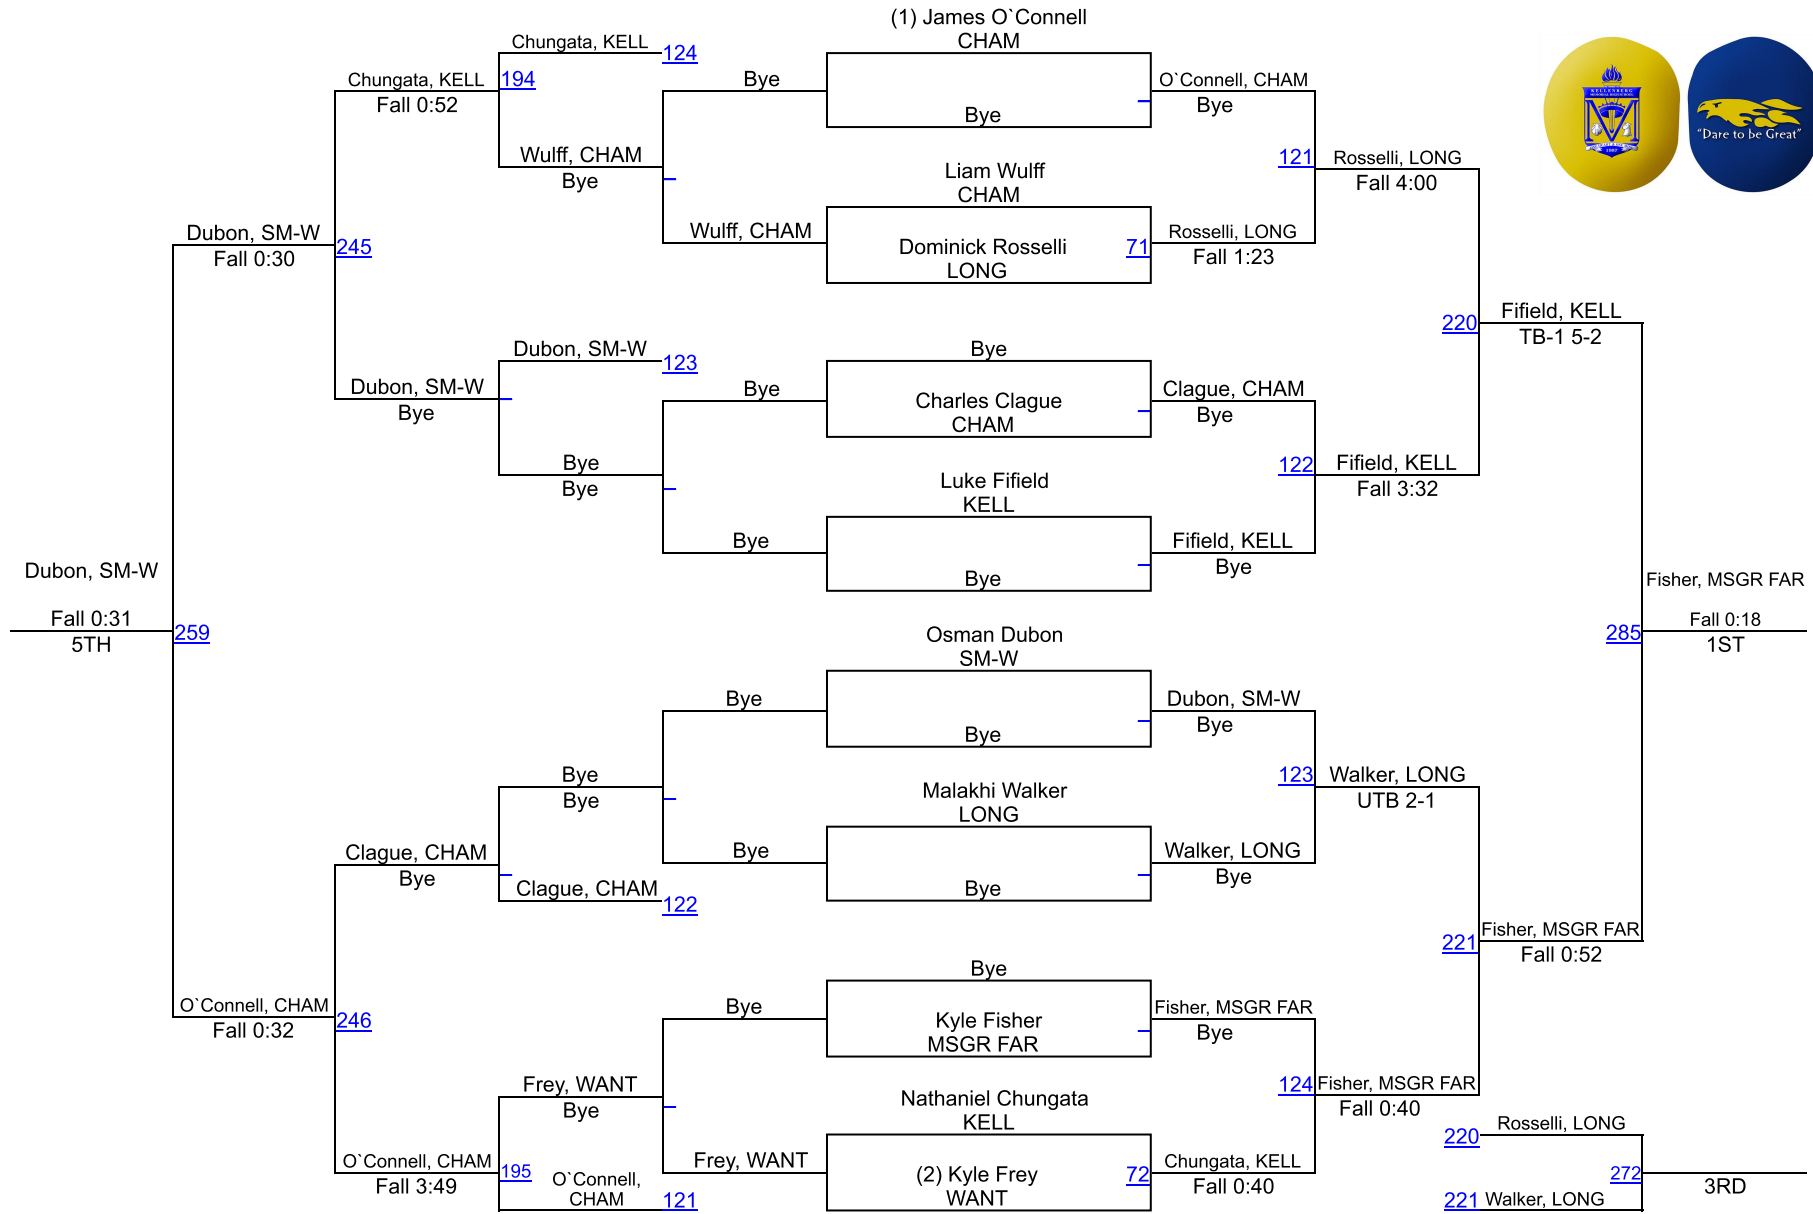 (1) James O`Connell
CHAM
Chungata, KELL
124
Chungata, KELL
194
Fall 0:52
Bye
O`Connell, CHAM
Bye
Bye
Wulff, CHAM
Bye
Liam Wulff
CHAM
121
Rosselli, LONG
Fall 4:00
KELLENBERG
"Dare to be Great"
Dubon, SM-W
Fall 0:30
245
Wulff, CHAM
Dominick Rosselli
LONG
71
Rosselli, LONG
Fall 1:23
220
Fifield, KELL
TB-1 5-2
Dubon, SM-W
123
Bye
Dubon, SM-W
Bye
Bye
Charles Clague
CHAM
Clague, CHAM
Bye
Bye
Bye
Luke Fifield
KELL
122
Fifield, KELL
Fall 3:32
Bye
Bye
Fifield, KELL
Bye
Dubon, SM-W
Fall 0:31
5TH
259
Fisher, MSGR FAR
285
Fall 0:18
1ST
Osman Dubon
SM-W
Bye
Bye
Dubon, SM-W
Bye
Bye
Bye
Malakhi Walker
LONG
123
Walker, LONG
UTB 2-1
Clague, CHAM
Bye
Bye
Bye
Walker, LONG
Bye
Clague, CHAM
122
221
Fisher, MSGR FAR
Fall 0:52
Bye
O`Connell, CHAM
Fall 0:32
246
Bye
Kyle Fisher
MSGR FAR
Fisher, MSGR FAR
Bye
Frey, WANT
Bye
Nathaniel Chungata
KELL
124
Fisher, MSGR FAR
Fall 0:40
Rosselli, LONG
220
O`Connell, CHAM
Fall 3:49
195
Frey, WANT
(2) Kyle Frey
WANT
72
Chungata, KELL
Fall 0:40
272
3RD
O`Connell,
CHAM
121
221
Walker, LONG